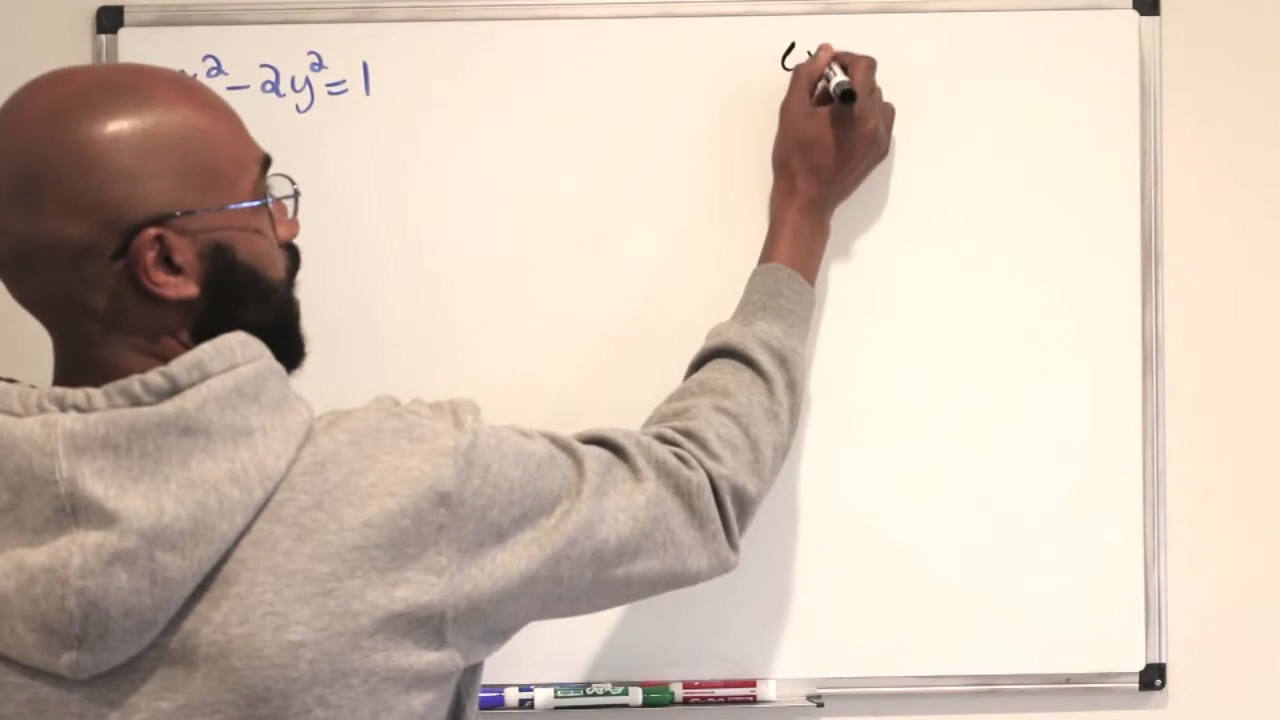 x² - 2y² = 1